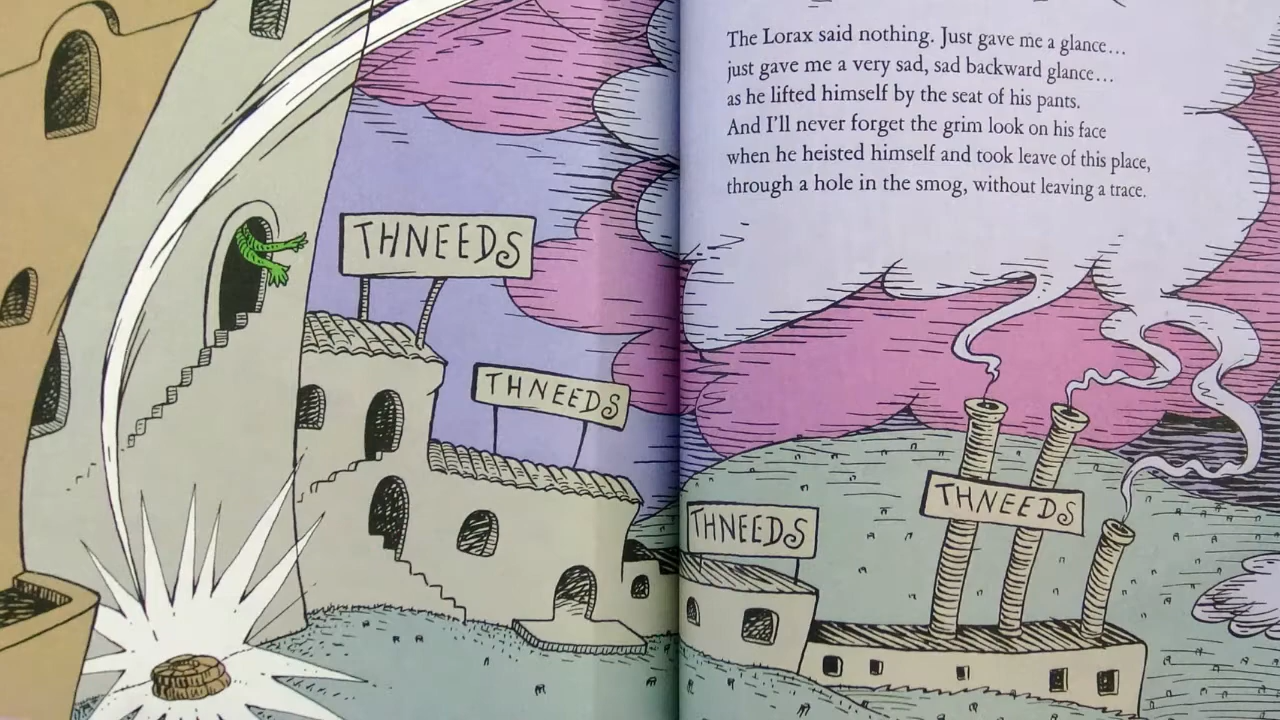 THNEEDS
THNEEDS
The Lorax said nothing. Just gave me a glance...
just gave me a very sad, sad backward glance...
as he lifted himself by the seat of his pants.
And I'll never forget the grim look on his face
when he heisted himself and took leave of this place,
through a hole in the smog, without leaving a trace.
THNEEDS
THNEEDS